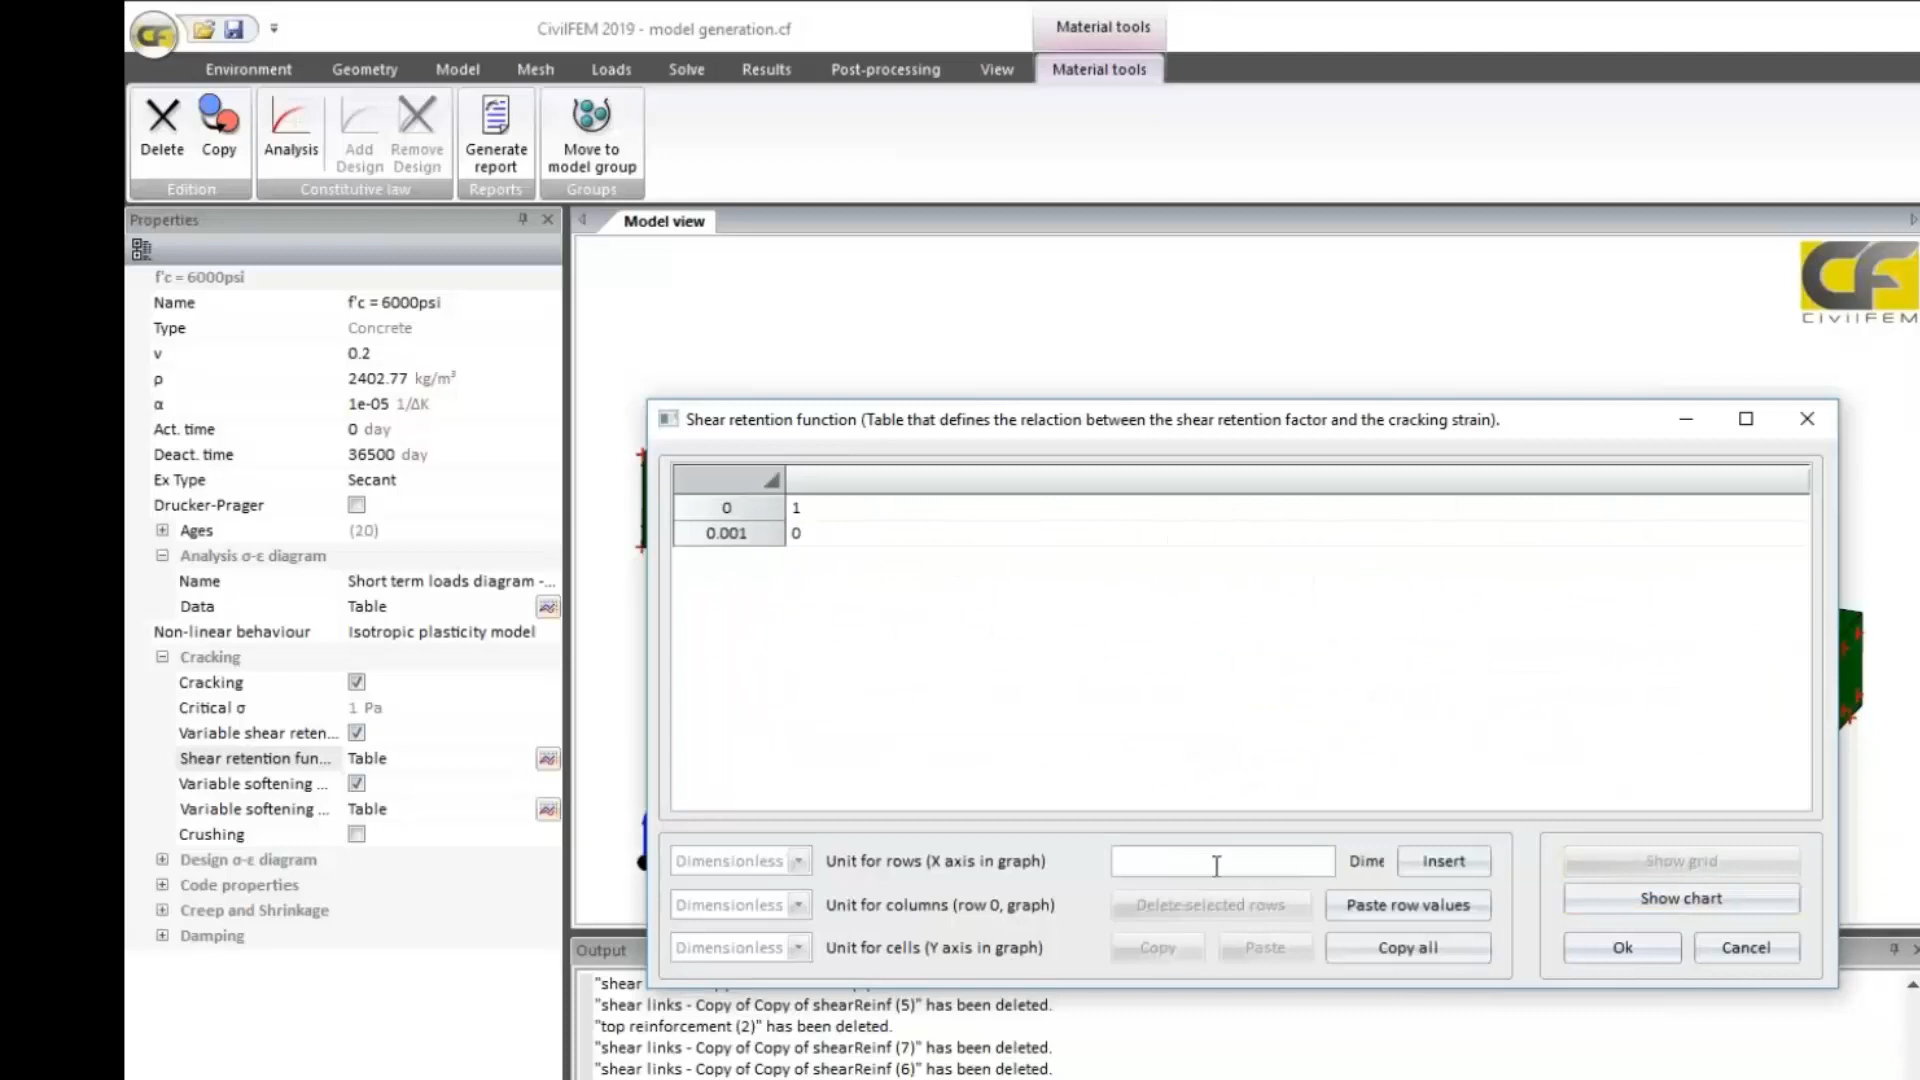 CivilFEM 2019 - model generation.cf
Material tools
Environment Geometry Model Mesh Loads Solve Results Post-processing View Material tools
Delete Copy Analysis Add Design Remove Design Generate report Move to model group
Edition Constitutive law Reports Groups
Properties
Model view
CIVILFEM
f'c = 6000psi
Name f'c = 6000psi
Type Concrete
ν 0.2
ρ 2402.77 kg/m³
α 1e-05 1/ΔK
Act. time 0 day
Deact. time 36500 day
Ex Type Secant
Drucker-Prager
Ages (20)
Analysis σ-ε diagram
Name Short term loads diagram -...
Data Table
Non-linear behaviour Isotropic plasticity model
Cracking
Cracking
Critical σ 1 Pa
Variable shear reten...
Shear retention fun... Table
Variable softening ...
Variable softening ... Table
Crushing
Design σ-ε diagram
Code properties
Creep and Shrinkage
Damping
Shear retention function (Table that defines the relaction between the shear retention factor and the cracking strain).
0 1
0.001 0
Dimensionless Unit for rows (X axis in graph) Dime Insert Show grid
Dimensionless Unit for columns (row 0, graph) Delete selected rows Paste row values Show chart
Dimensionless Unit for cells (Y axis in graph) Copy Paste Copy all Ok Cancel
Output
"shear
"shear links - Copy of Copy of shearReinf (5)" has been deleted.
"top reinforcement (2)" has been deleted.
"shear links - Copy of Copy of shearReinf (7)" has been deleted.
"shear links - Copy of Copy of shearReinf (6)" has been deleted.